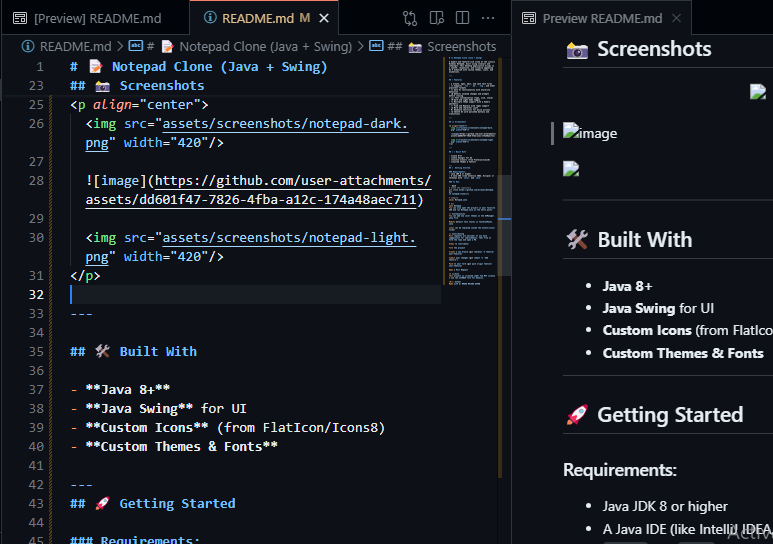 [Preview] README.md
README.md M
Preview README.md
README.md > # 📝 Notepad Clone (Java + Swing) > ## 📸 Screenshots
1 # 📝 Notepad Clone (Java + Swing)
23 ## 📸 Screenshots
25 <p align="center">
26 <img src="assets/screenshots/notepad-dark.
png" width="420"/>
27
28 ![image](https://github.com/user-attachments/
assets/dd601f47-7826-4fba-a12c-174a48aec711)
29
30 <img src="assets/screenshots/notepad-light.
png" width="420"/>
31 </p>
32
33 ---
34
35 ## 🛠️ Built With
36
37 - **Java 8+**
38 - **Java Swing** for UI
39 - **Custom Icons** (from FlatIcon/Icons8)
40 - **Custom Themes & Fonts**
41
42 ---
43 ## 🚀 Getting Started
44
45 ### Requirements:
📸 Screenshots
image
🛠️ Built With
• Java 8+
• Java Swing for UI
• Custom Icons (from FlatIco
• Custom Themes & Fonts
🚀 Getting Started
Requirements:
• Java JDK 8 or higher
• A Java IDE (like IntelliJ IDEA,
Activ